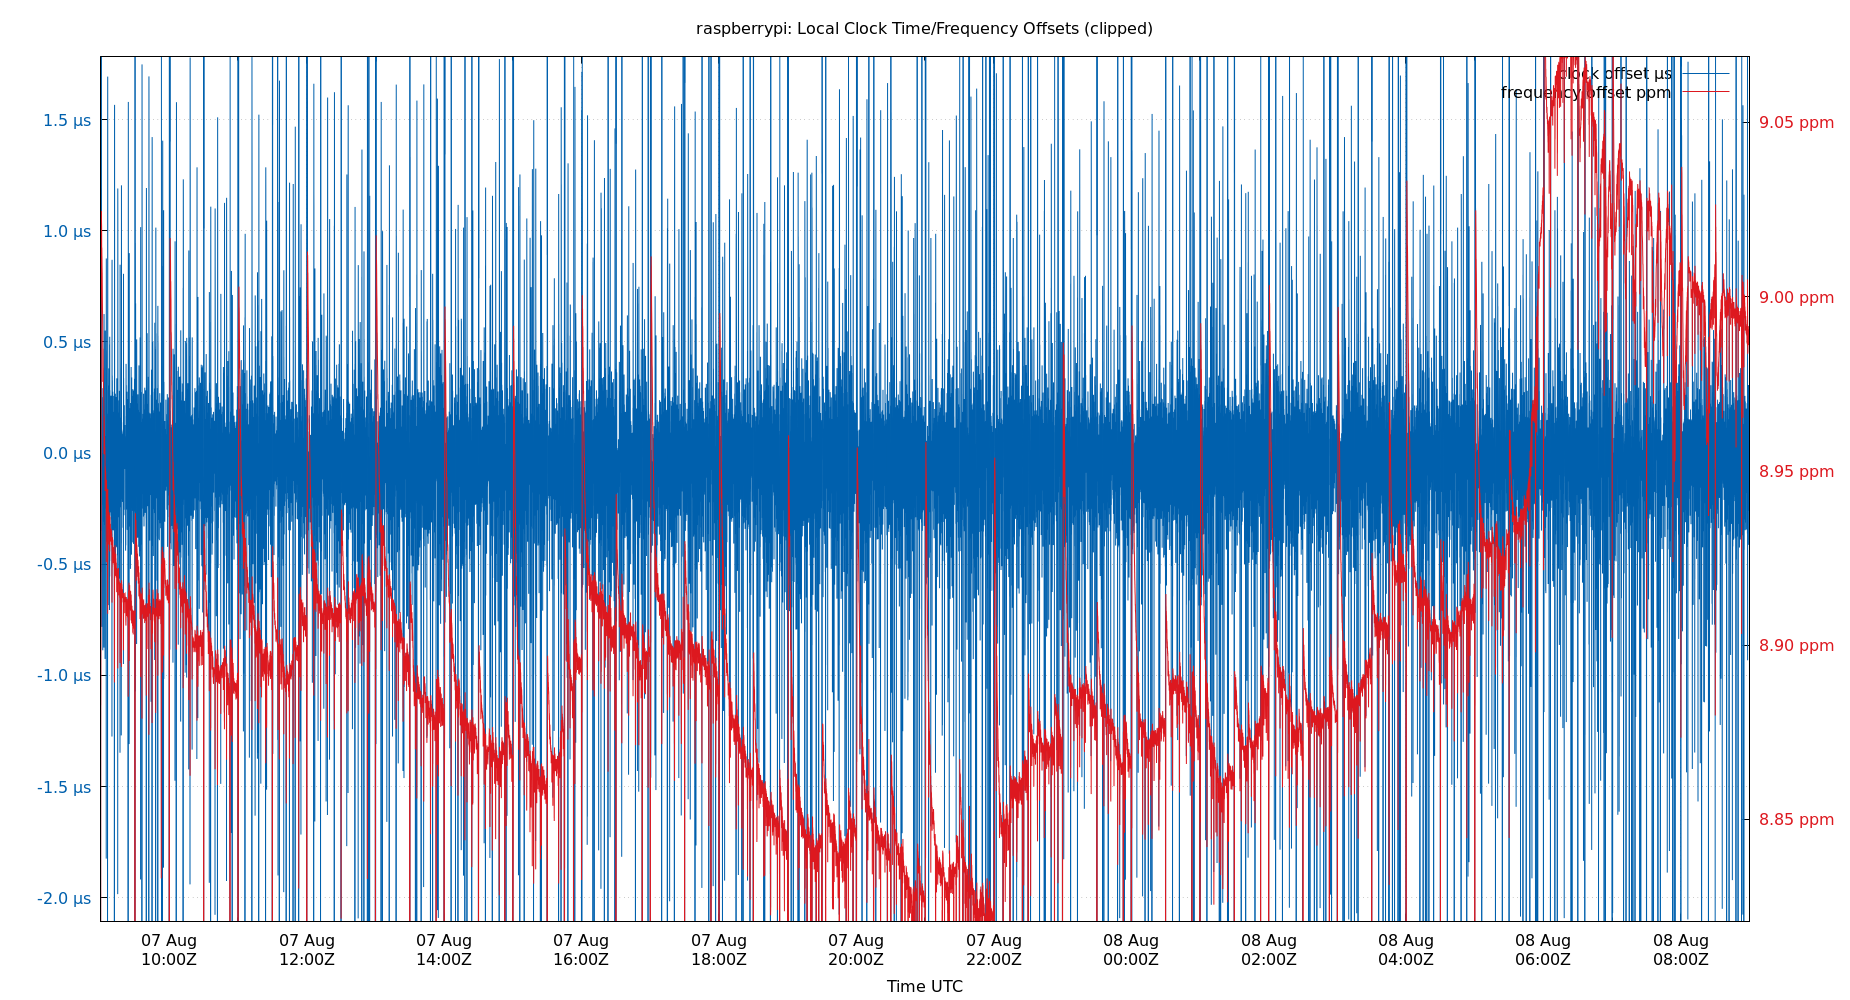 raspberrypi: Local Clock Time/Frequency Offsets (clipped)
clock offset µs
frequency offset ppm
1.5 µs
1.0 µs
0.5 µs
0.0 µs
-0.5 µs
-1.0 µs
-1.5 µs
-2.0 µs
9.05 ppm
9.00 ppm
8.95 ppm
8.90 ppm
8.85 ppm
07 Aug 07 Aug 07 Aug 07 Aug 07 Aug 07 Aug 07 Aug 08 Aug 08 Aug 08 Aug 08 Aug 08 Aug
10:00Z 12:00Z 14:00Z 16:00Z 18:00Z 20:00Z 22:00Z 00:00Z 02:00Z 04:00Z 06:00Z 08:00Z
Time UTC